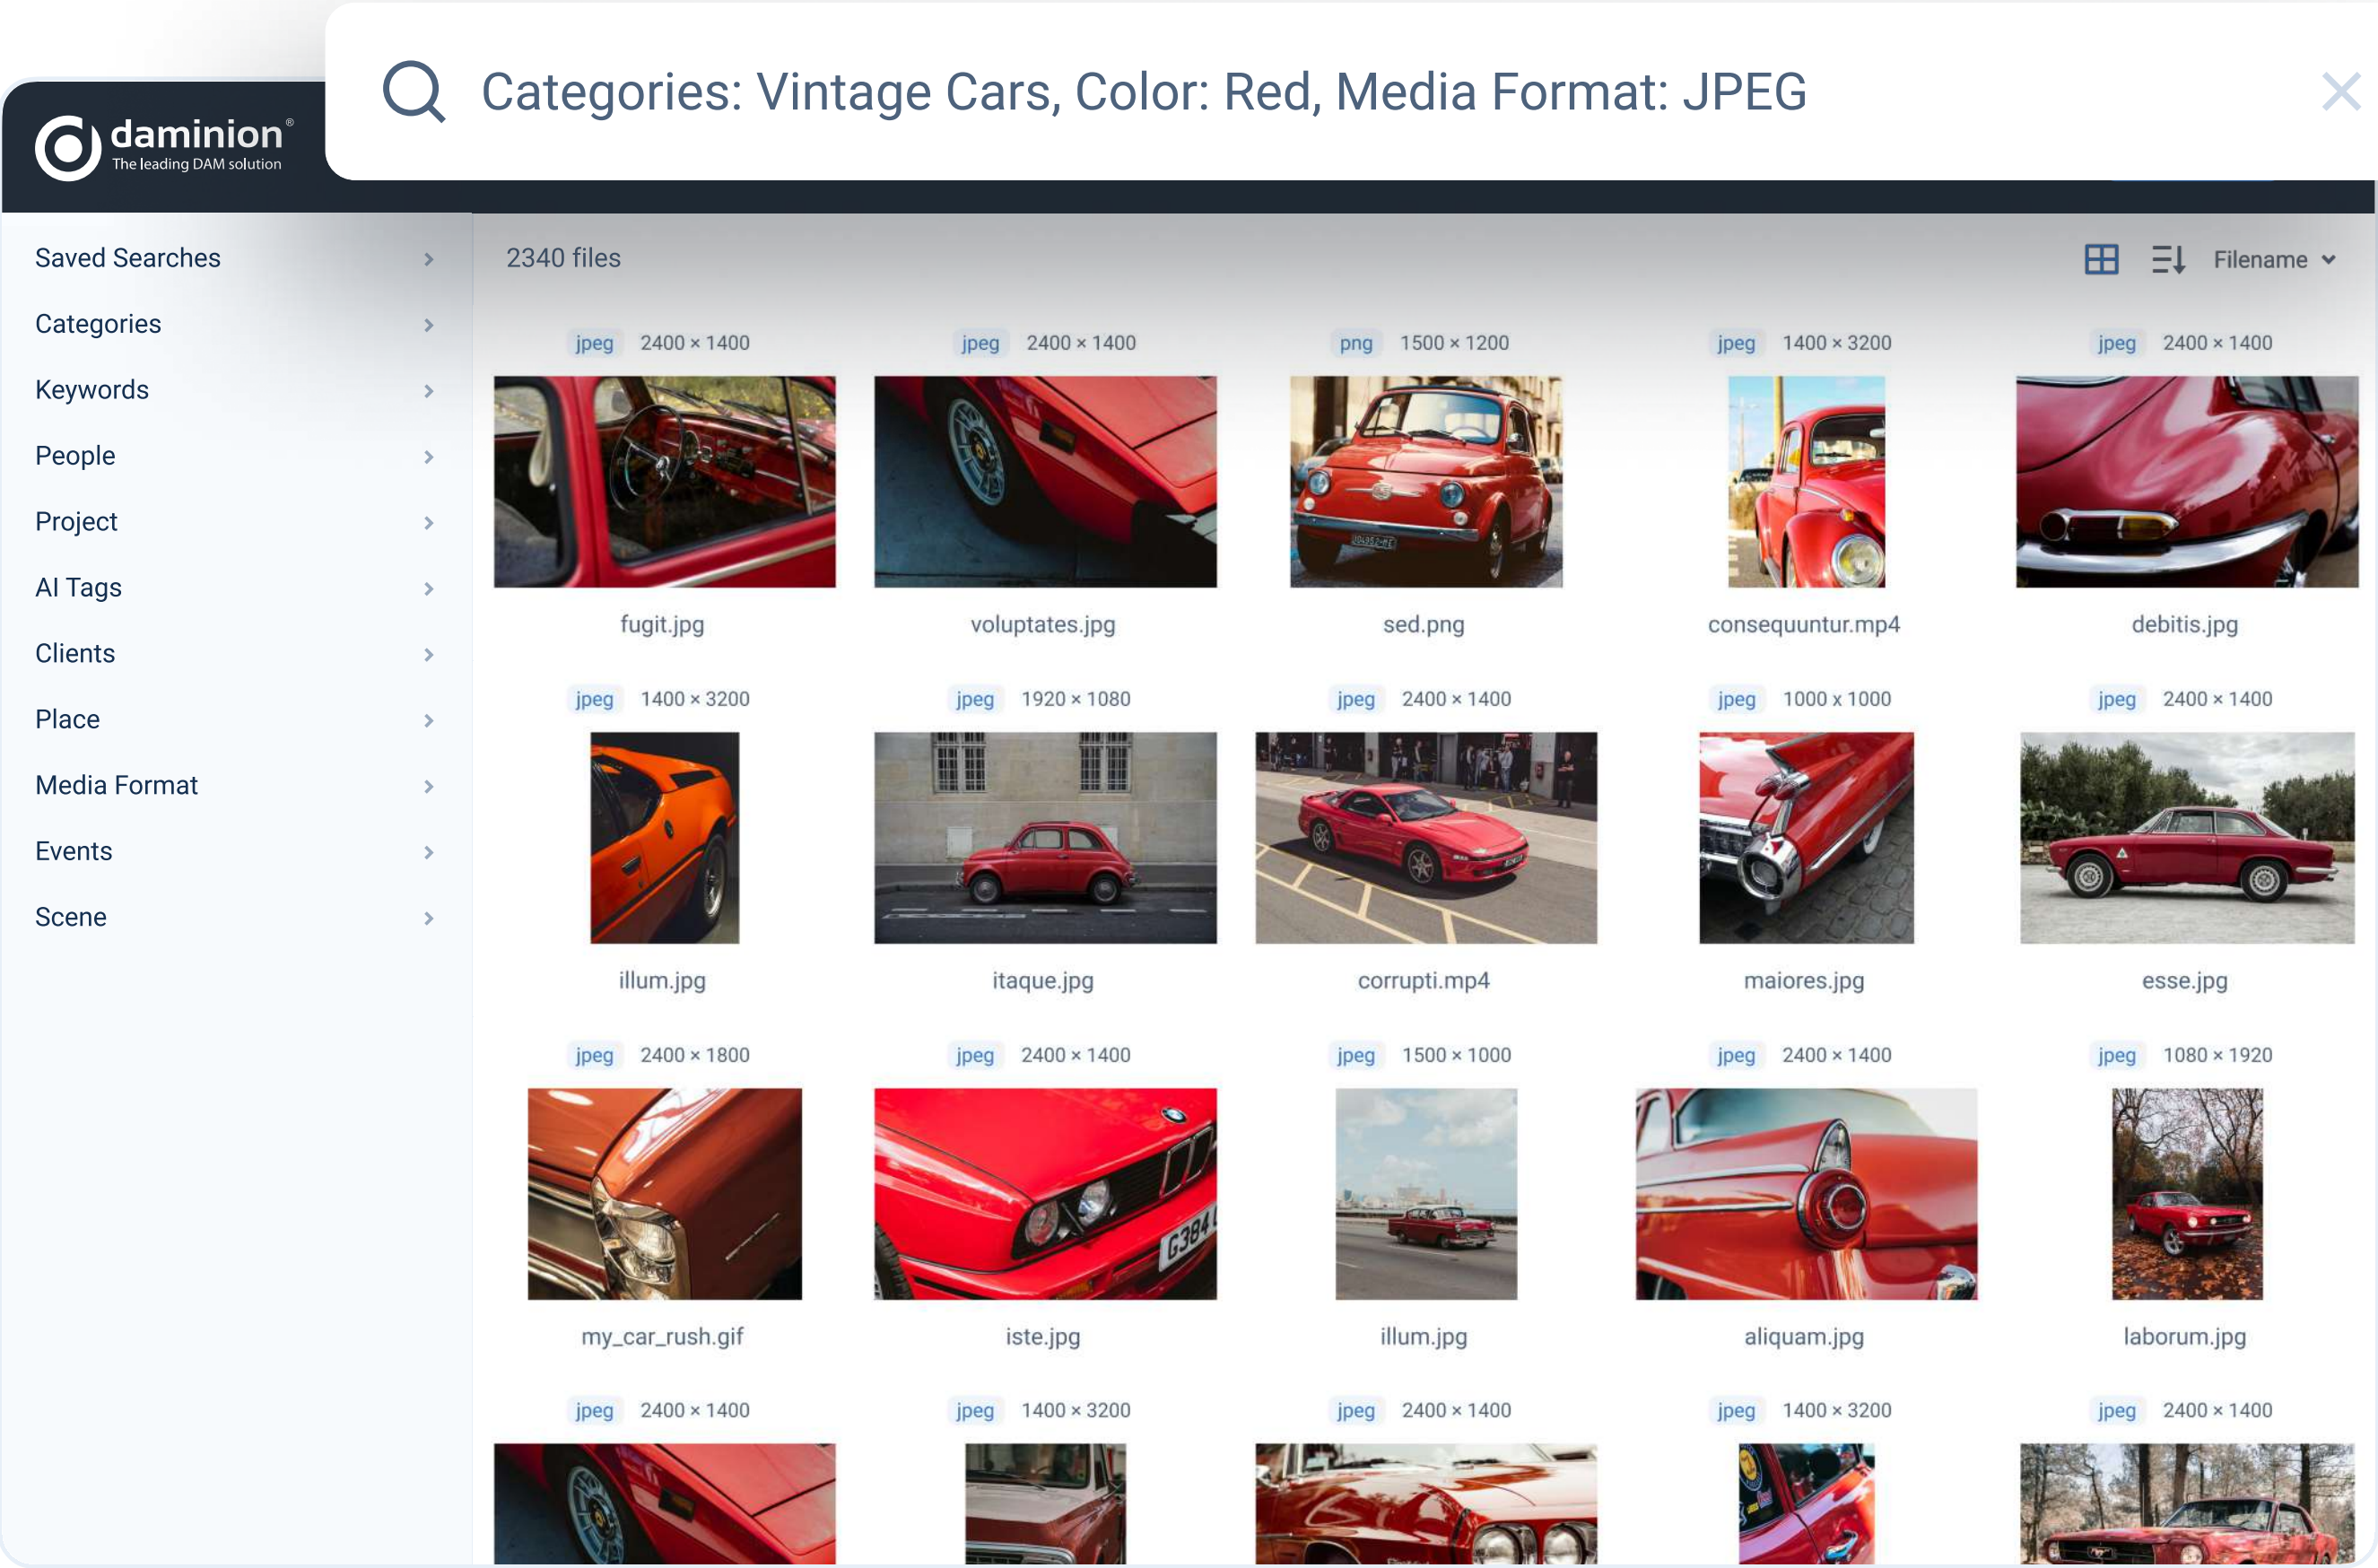 Categories: Vintage Cars, Color: Red, Media Format: JPEG
daminion®
The leading DAM solution
Saved Searches
Categories
Keywords
People
Project
AI Tags
Clients
Place
Media Format
Events
Scene
2340 files
Filename
jpeg 2400 × 1400
jpeg 2400 × 1400
png 1500 × 1200
jpeg 1400 × 3200
jpeg 2400 × 1400
fugit.jpg
voluptates.jpg
sed.png
consequuntur.mp4
debitis.jpg
jpeg 1400 × 3200
jpeg 1920 × 1080
jpeg 2400 × 1400
jpeg 1000 x 1000
jpeg 2400 × 1400
illum.jpg
itaque.jpg
corrupti.mp4
maiores.jpg
esse.jpg
jpeg 2400 × 1800
jpeg 2400 × 1400
jpeg 1500 × 1000
jpeg 2400 × 1400
jpeg 1080 × 1920
G384
my_car_rush.gif
iste.jpg
illum.jpg
aliquam.jpg
laborum.jpg
jpeg 2400 × 1400
jpeg 1400 × 3200
jpeg 2400 × 1400
jpeg 1400 × 3200
jpeg 2400 × 1400